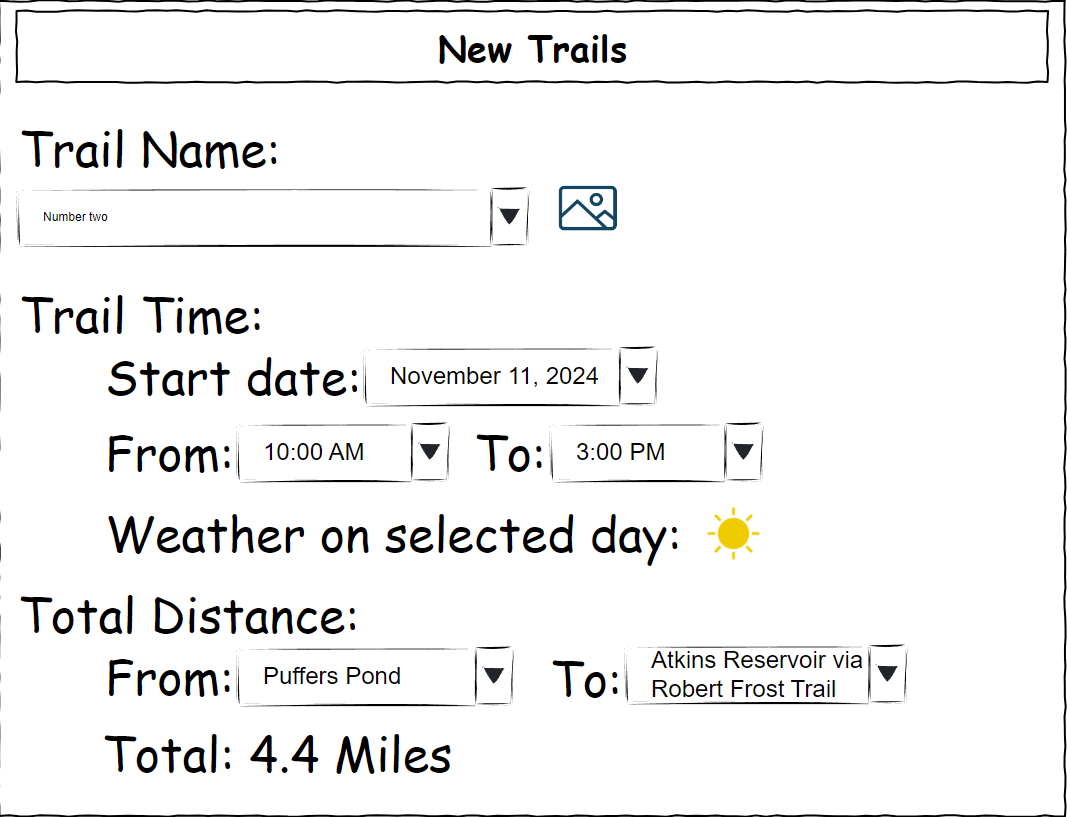 New Trails
Trail Name:
Number two
Trail Time:
Start date: November 11, 2024
From: 10:00 AM To: 3:00 PM
Weather on selected day:
Total Distance:
From: Puffers Pond To: Atkins Reservoir via
Robert Frost Trail
Total: 4.4 Miles